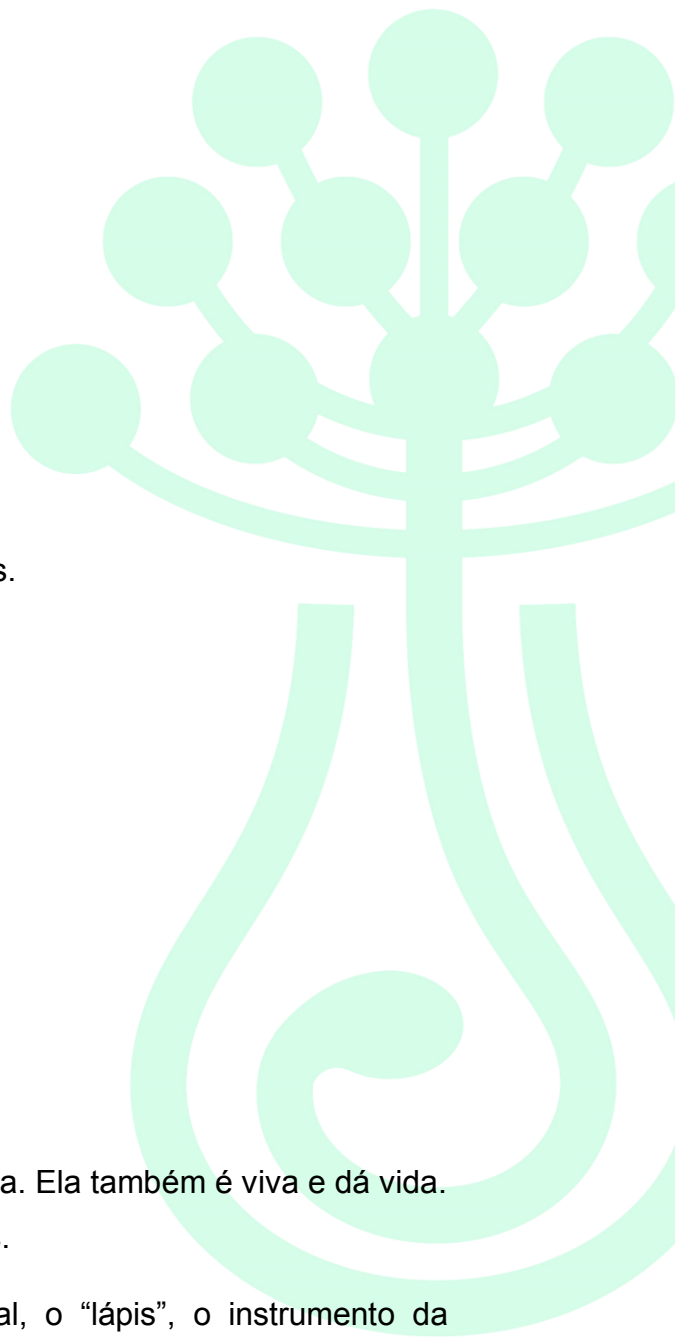 s.
a. Ela também é viva e dá vida.
.
al, o “lápis”, o instrumento da